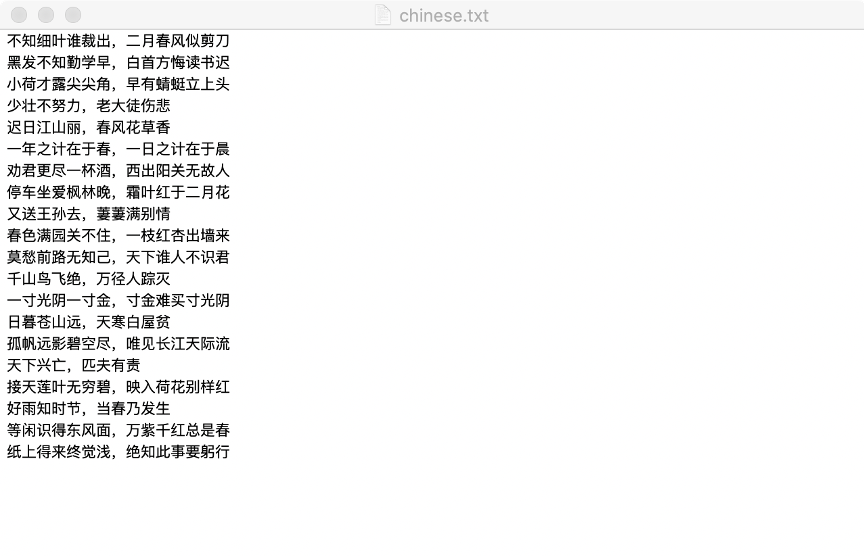 chinese.txt
不知细叶谁裁出，二月春风似剪刀
黑发不知勤学早，白首方悔读书迟
小荷才露尖尖角，早有蜻蜓立上头
少壮不努力，老大徒伤悲
迟日江山丽，春风花草香
一年之计在于春，一日之计在于晨
劝君更尽一杯酒，西出阳关无故人
停车坐爱枫林晚，霜叶红于二月花
又送王孙去，萋萋满别情
春色满园关不住，一枝红杏出墙来
莫愁前路无知己，天下谁人不识君
千山鸟飞绝，万径人踪灭
一寸光阴一寸金，寸金难买寸光阴
日暮苍山远，天寒白屋贫
孤帆远影碧空尽，唯见长江天际流
天下兴亡，匹夫有责
接天莲叶无穷碧，映入荷花别样红
好雨知时节，当春乃发生
等闲识得东风面，万紫千红总是春
纸上得来终觉浅，绝知此事要躬行